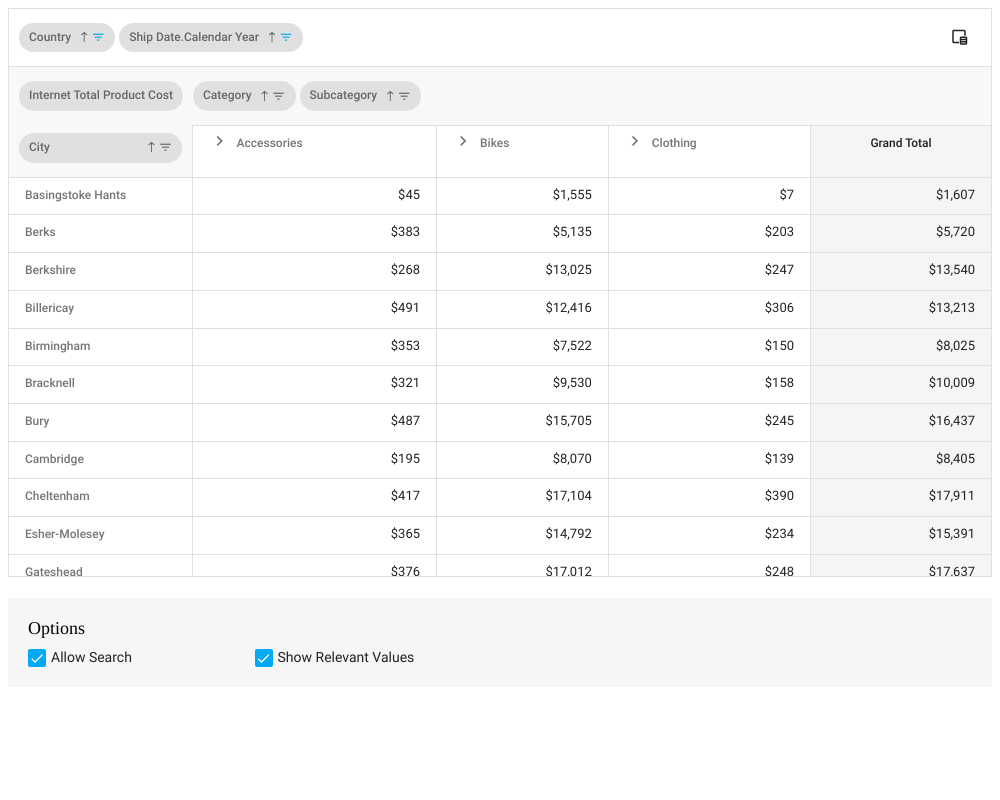 Country Ship Date.Calendar Year
Internet Total Product Cost Category Subcategory
City Accessories Bikes Clothing Grand Total
Basingstoke Hants $45 $1,555 $7 $1,607
Berks $383 $5,135 $203 $5,720
Berkshire $268 $13,025 $247 $13,540
Billericay $491 $12,416 $306 $13,213
Birmingham $353 $7,522 $150 $8,025
Bracknell $321 $9,530 $158 $10,009
Bury $487 $15,705 $245 $16,437
Cambridge $195 $8,070 $139 $8,405
Cheltenham $417 $17,104 $390 $17,911
Esher-Molesey $365 $14,792 $234 $15,391
Gateshead $376 $17,012 $248 $17,637
Options
Allow Search Show Relevant Values